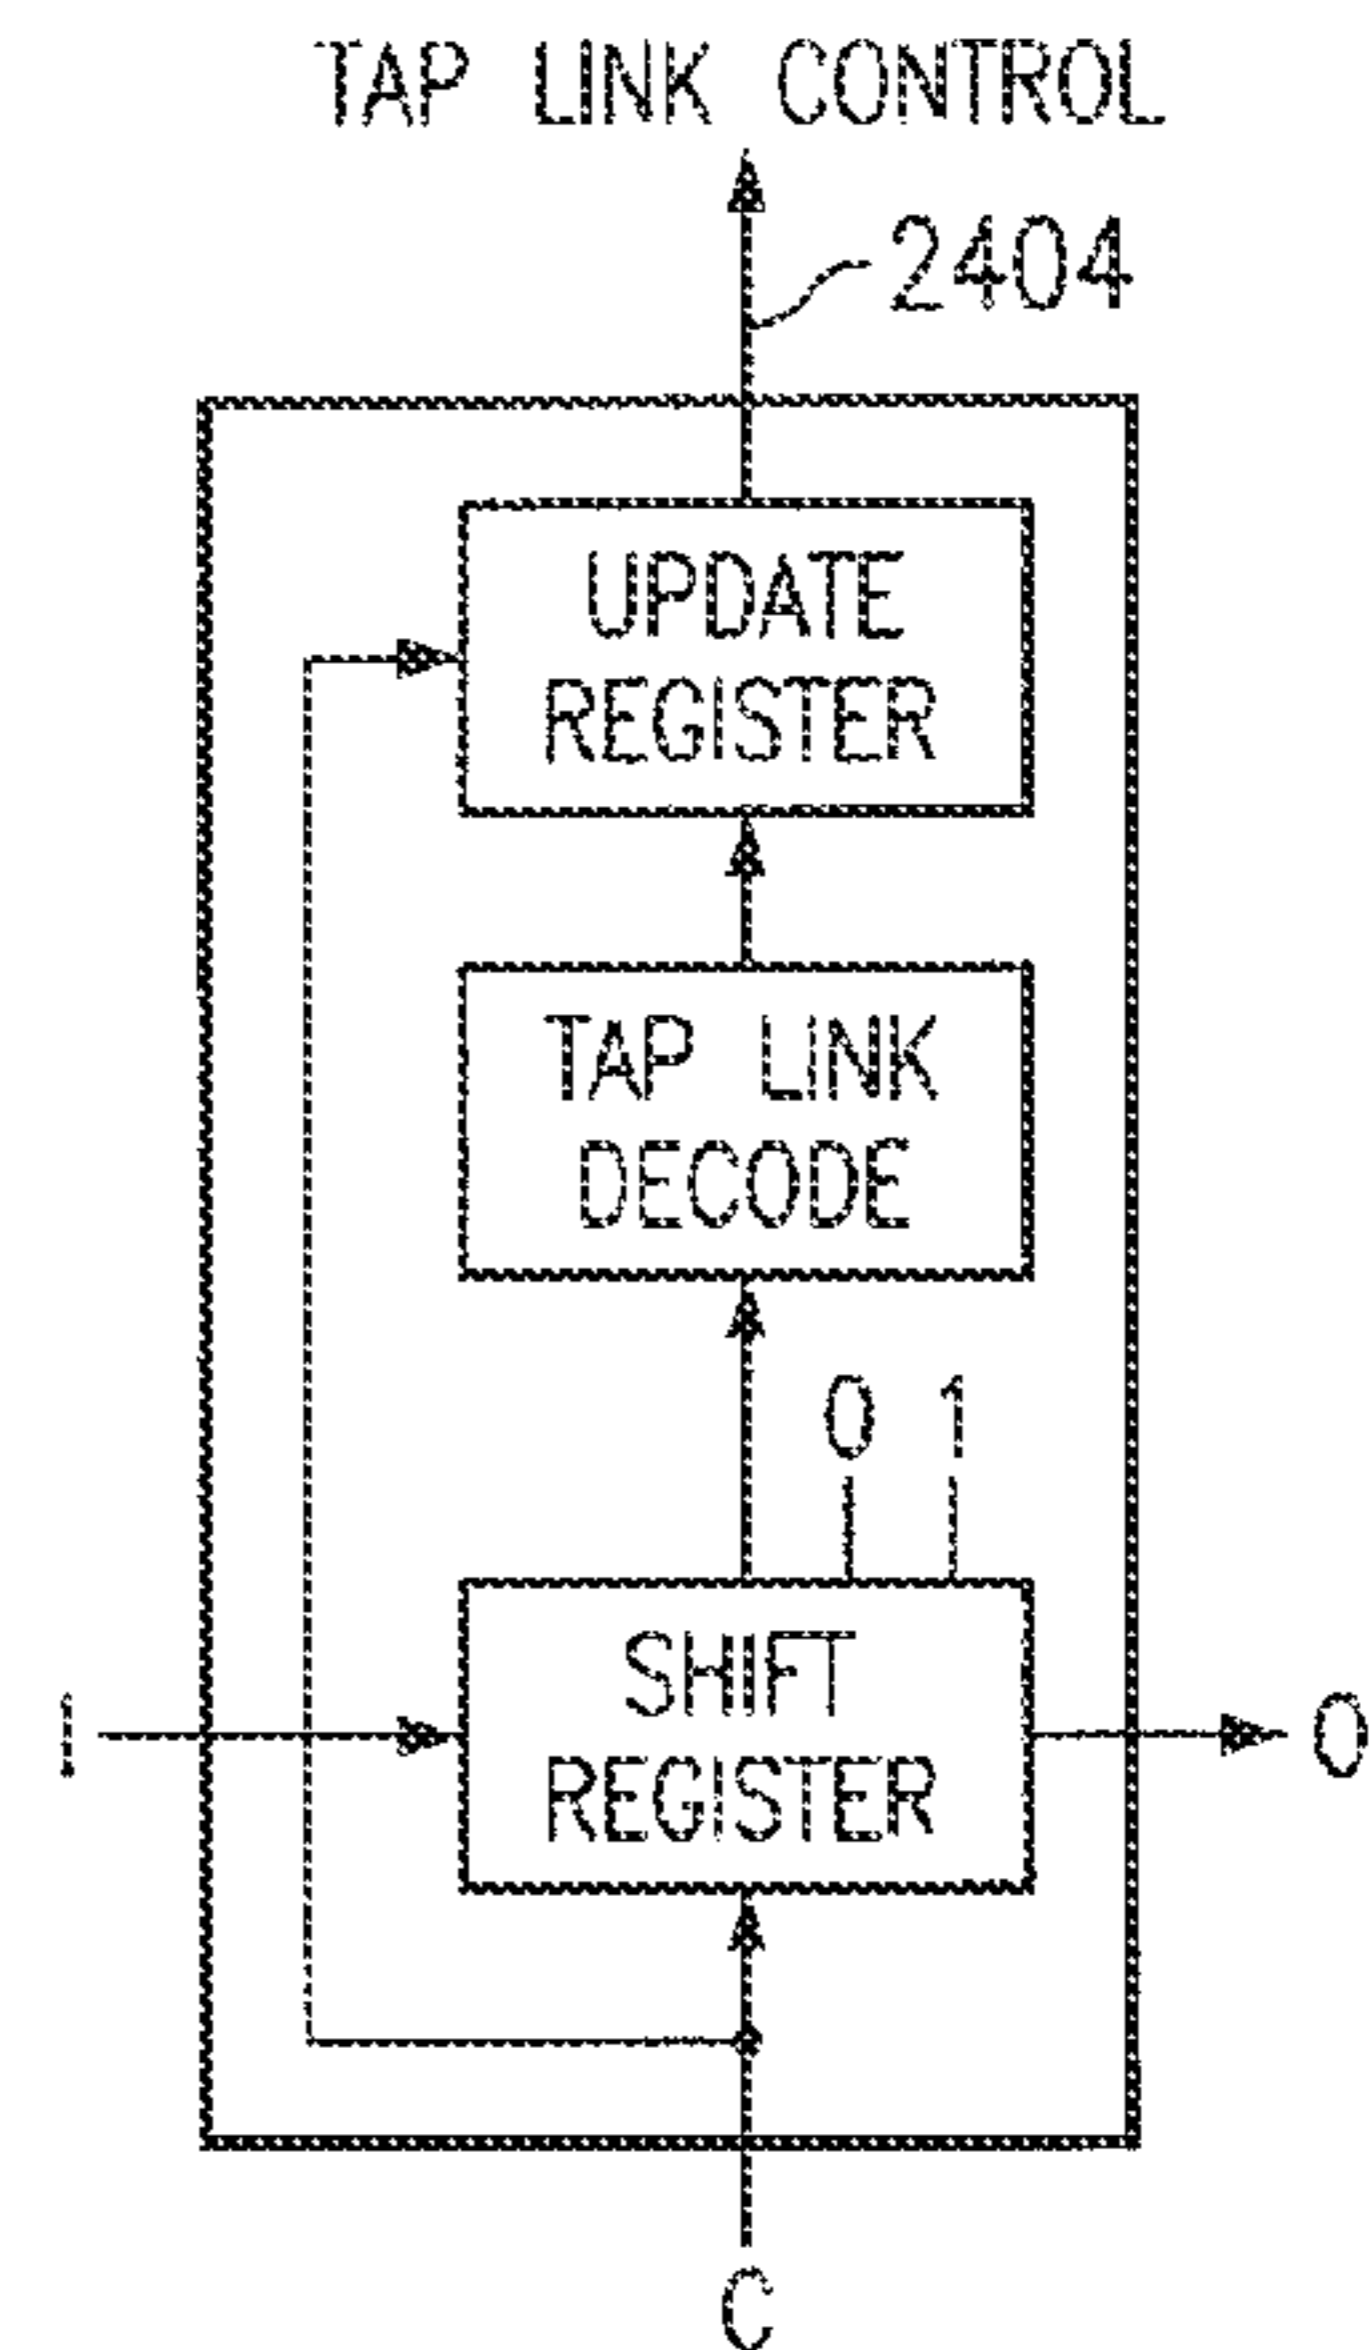 TAP LINK CONTROL
2404
UPDATE
REGISTER
TAP LINK
DECODE
0 1
SHIFT
REGISTER
I
O
C